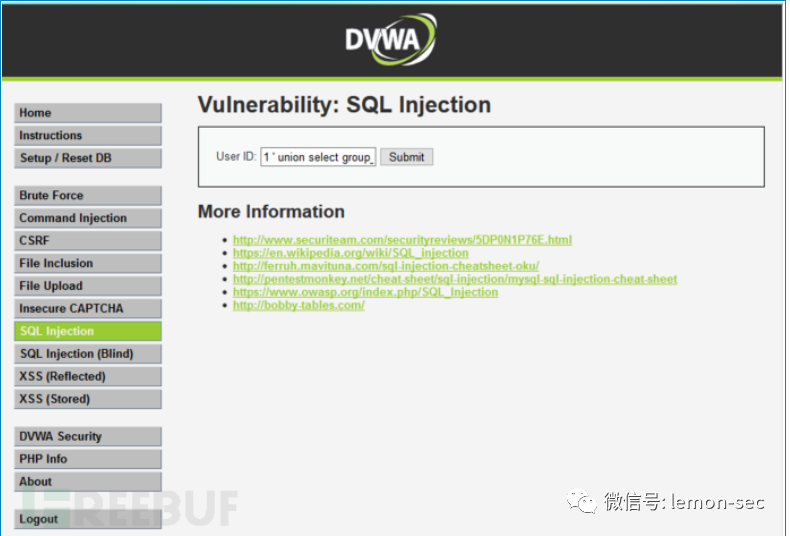 DVWA
Vulnerability: SQL Injection
Home
Instructions
Setup / Reset DB
Brute Force
Command Injection
CSRF
File Inclusion
File Upload
Insecure CAPTCHA
SQL Injection
SQL Injection (Blind)
XSS (Reflected)
XSS (Stored)
DVWA Security
PHP Info
About
Logout
User ID: 1 ' union select group_ Submit
More Information
http://www.securiteam.com/securityreviews/5DP0N1P76E.html
https://en.wikipedia.org/wiki/SQL_injection
http://ferruh.mavituna.com/sql-injection-cheatsheet-oku/
http://pentestmonkey.net/cheat-sheet/sql-injection/mysql-sql-injection-cheat-sheet
https://www.owasp.org/index.php/SQL_Injection
http://bobby-tables.com/
FREEBUF
微信号: lemon-sec